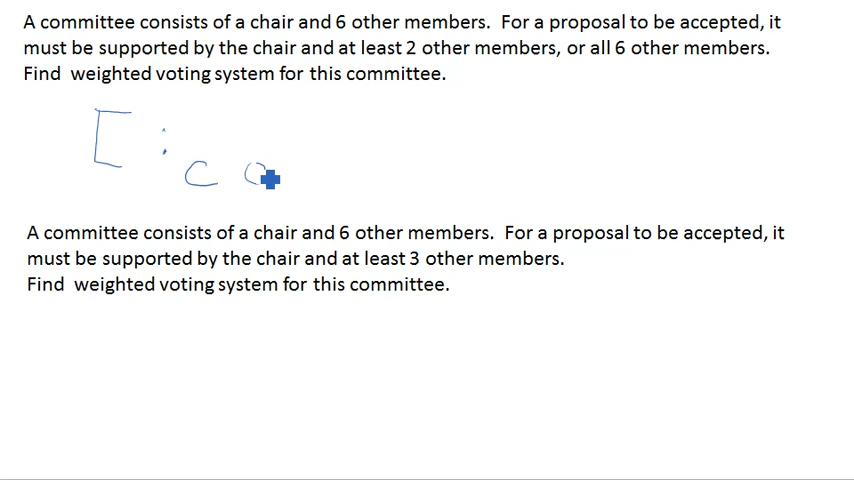 A committee consists of a chair and 6 other members. For a proposal to be accepted, it
must be supported by the chair and at least 2 other members, or all 6 other members.
Find weighted voting system for this committee.
[ :
C
A committee consists of a chair and 6 other members. For a proposal to be accepted, it
must be supported by the chair and at least 3 other members.
Find weighted voting system for this committee.